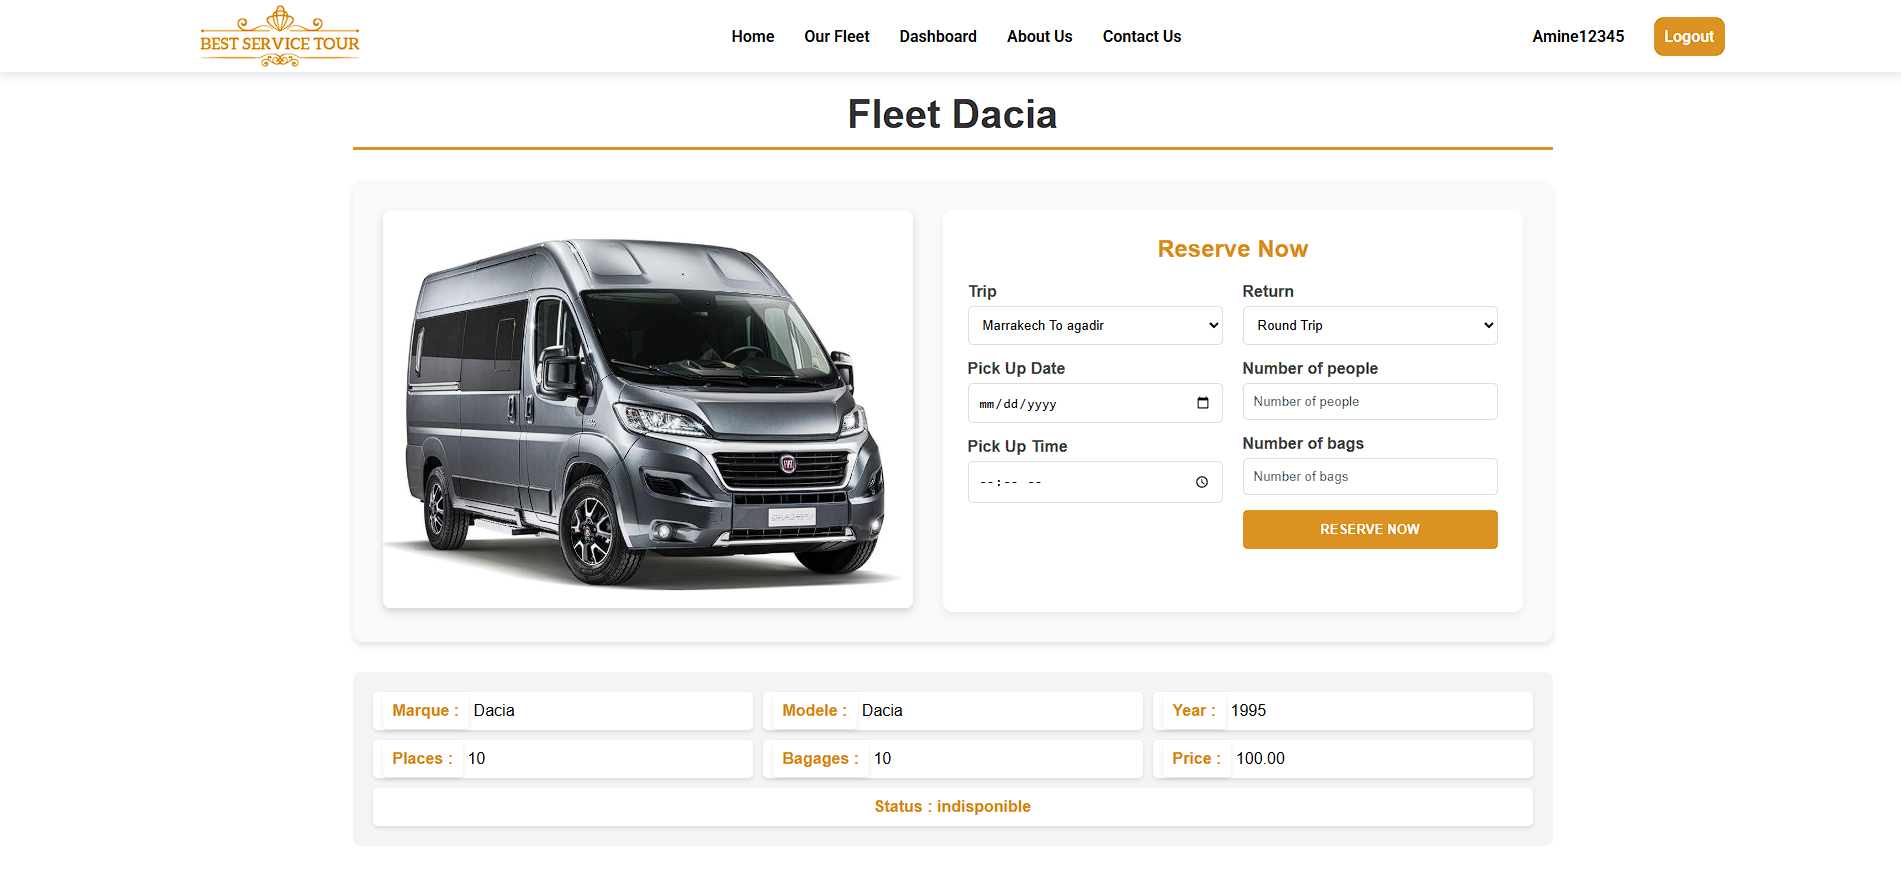 BEST SERVICE TOUR
Home
Our Fleet
Dashboard
About Us
Contact Us
Amine12345
Logout
Fleet Dacia
Reserve Now
Trip
Marrakech To agadir
Return
Round Trip
Pick Up Date
mm/dd/yyyy
Number of people
Number of people
Pick Up Time
--:-- --
Number of bags
Number of bags
RESERVE NOW
Marque : Dacia
Modele : Dacia
Year : 1995
Places : 10
Bagages : 10
Price : 100.00
Status : indisponible